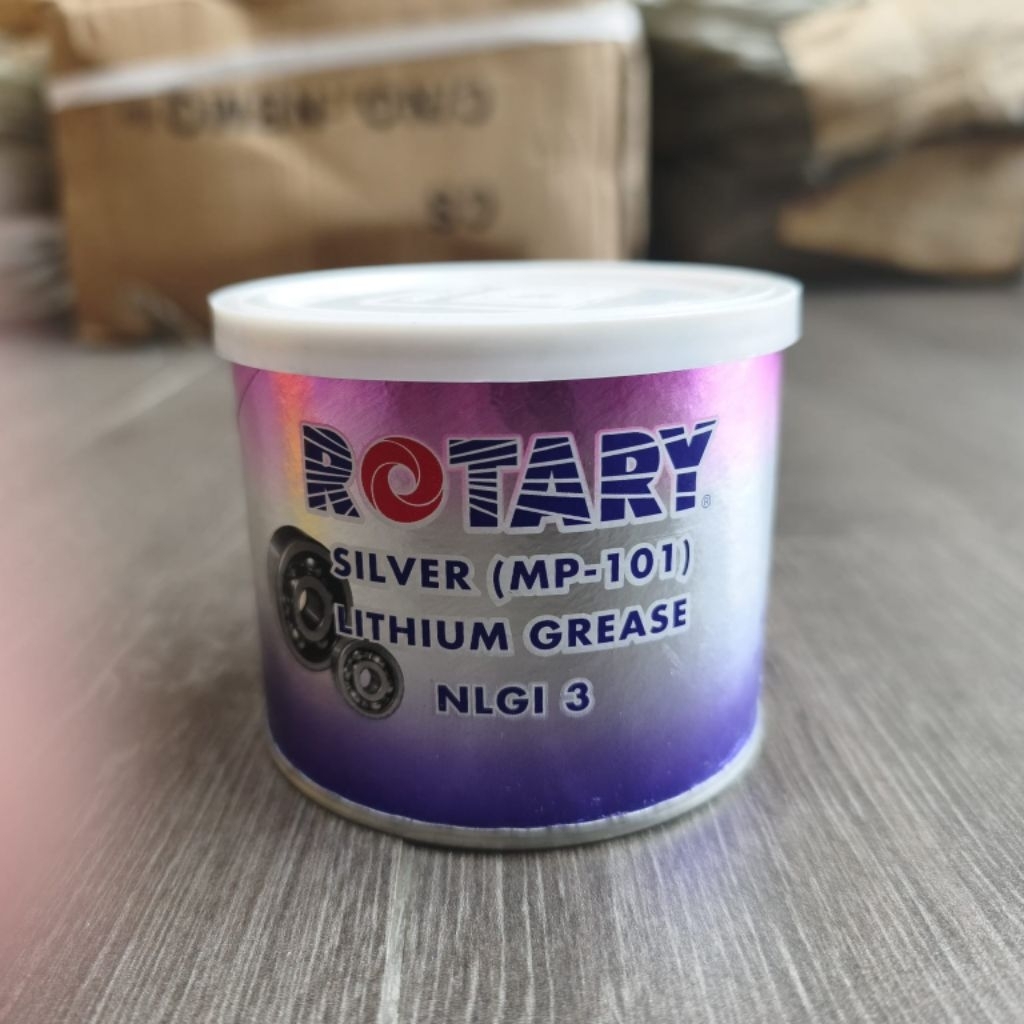 ROTARY®
SILVER (MP-101)
LITHIUM GREASE
NLGI 3